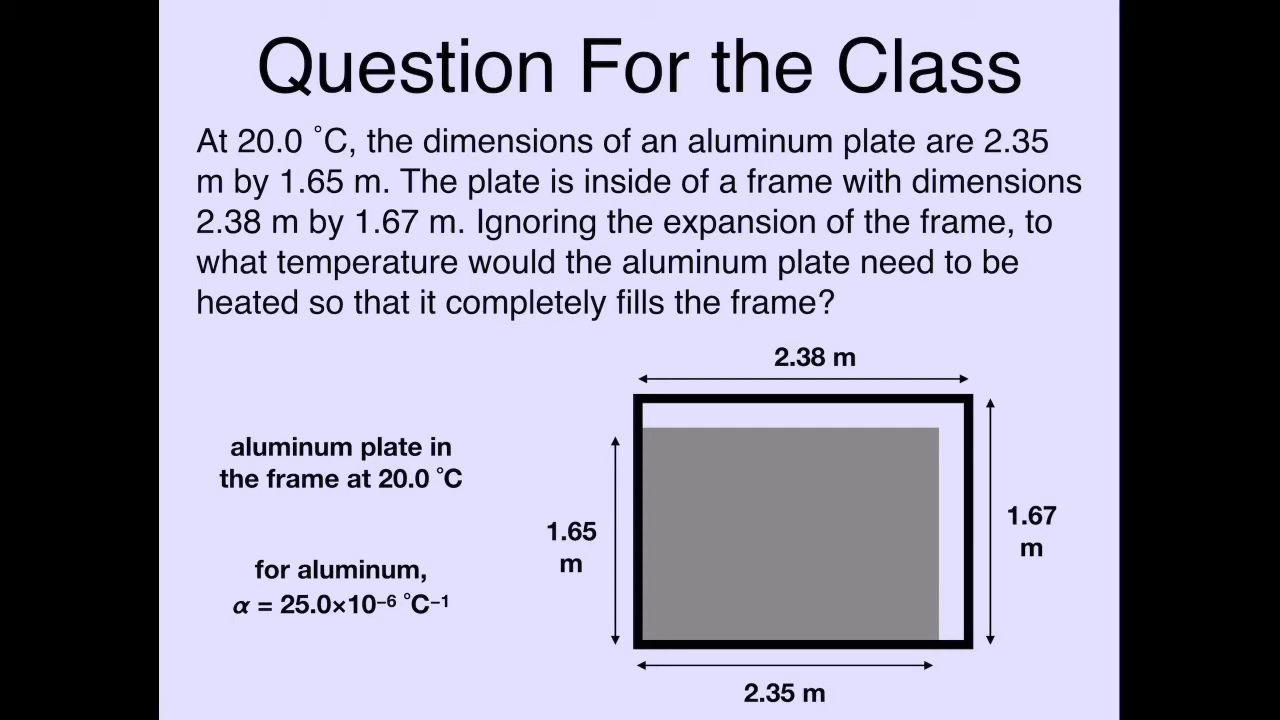 Question For the Class
At 20.0 ˚C, the dimensions of an aluminum plate are 2.35
m by 1.65 m. The plate is inside of a frame with dimensions
2.38 m by 1.67 m. Ignoring the expansion of the frame, to
what temperature would the aluminum plate need to be
heated so that it completely fills the frame?
2.38 m
aluminum plate in
the frame at 20.0 ˚C
1.65
m
1.67
m
for aluminum,
α = 25.0×10⁻⁶ ˚C⁻¹
2.35 m